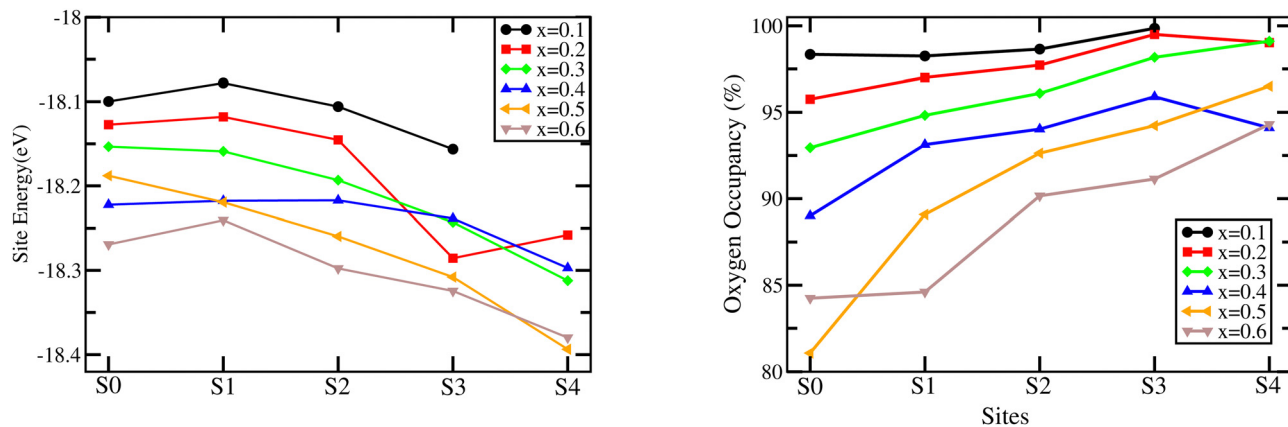 -18
-18.1
-18.2
-18.3
-18.4
Site Energy(eV)
S0 S1 S2 S3 S4
x=0.1
x=0.2
x=0.3
x=0.4
x=0.5
x=0.6
100
95
90
85
80
Oxygen Occupancy (%)
x=0.1
x=0.2
x=0.3
x=0.4
x=0.5
x=0.6
S0 S1 S2 S3 S4
Sites